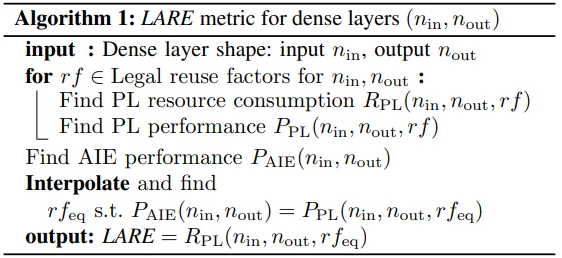 Algorithm 1: LARE metric for dense layers (n_in, n_out)
input : Dense layer shape: input n_in, output n_out
for rf ∈ Legal reuse factors for n_in, n_out :
Find PL resource consumption R_PL(n_in, n_out, rf)
Find PL performance P_PL(n_in, n_out, rf)
Find AIE performance P_AIE(n_in, n_out)
Interpolate and find
rf_eq s.t. P_AIE(n_in, n_out) = P_PL(n_in, n_out, rf_eq)
output: LARE = R_PL(n_in, n_out, rf_eq)